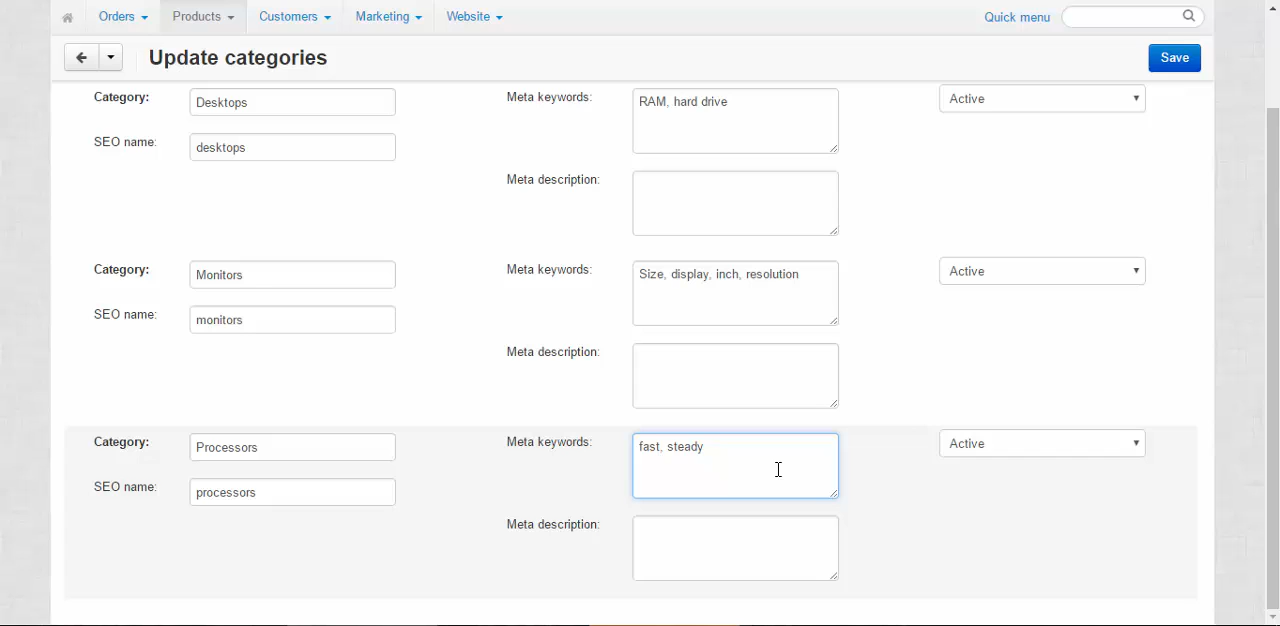 Orders Products Customers Marketing Website Quick menu
Update categories Save
Category: Desktops Meta keywords: RAM, hard drive Active
SEO name: desktops
Meta description:
Category: Monitors Meta keywords: Size, display, inch, resolution Active
SEO name: monitors
Meta description:
Category: Processors Meta keywords: fast, steady Active
SEO name: processors
Meta description: